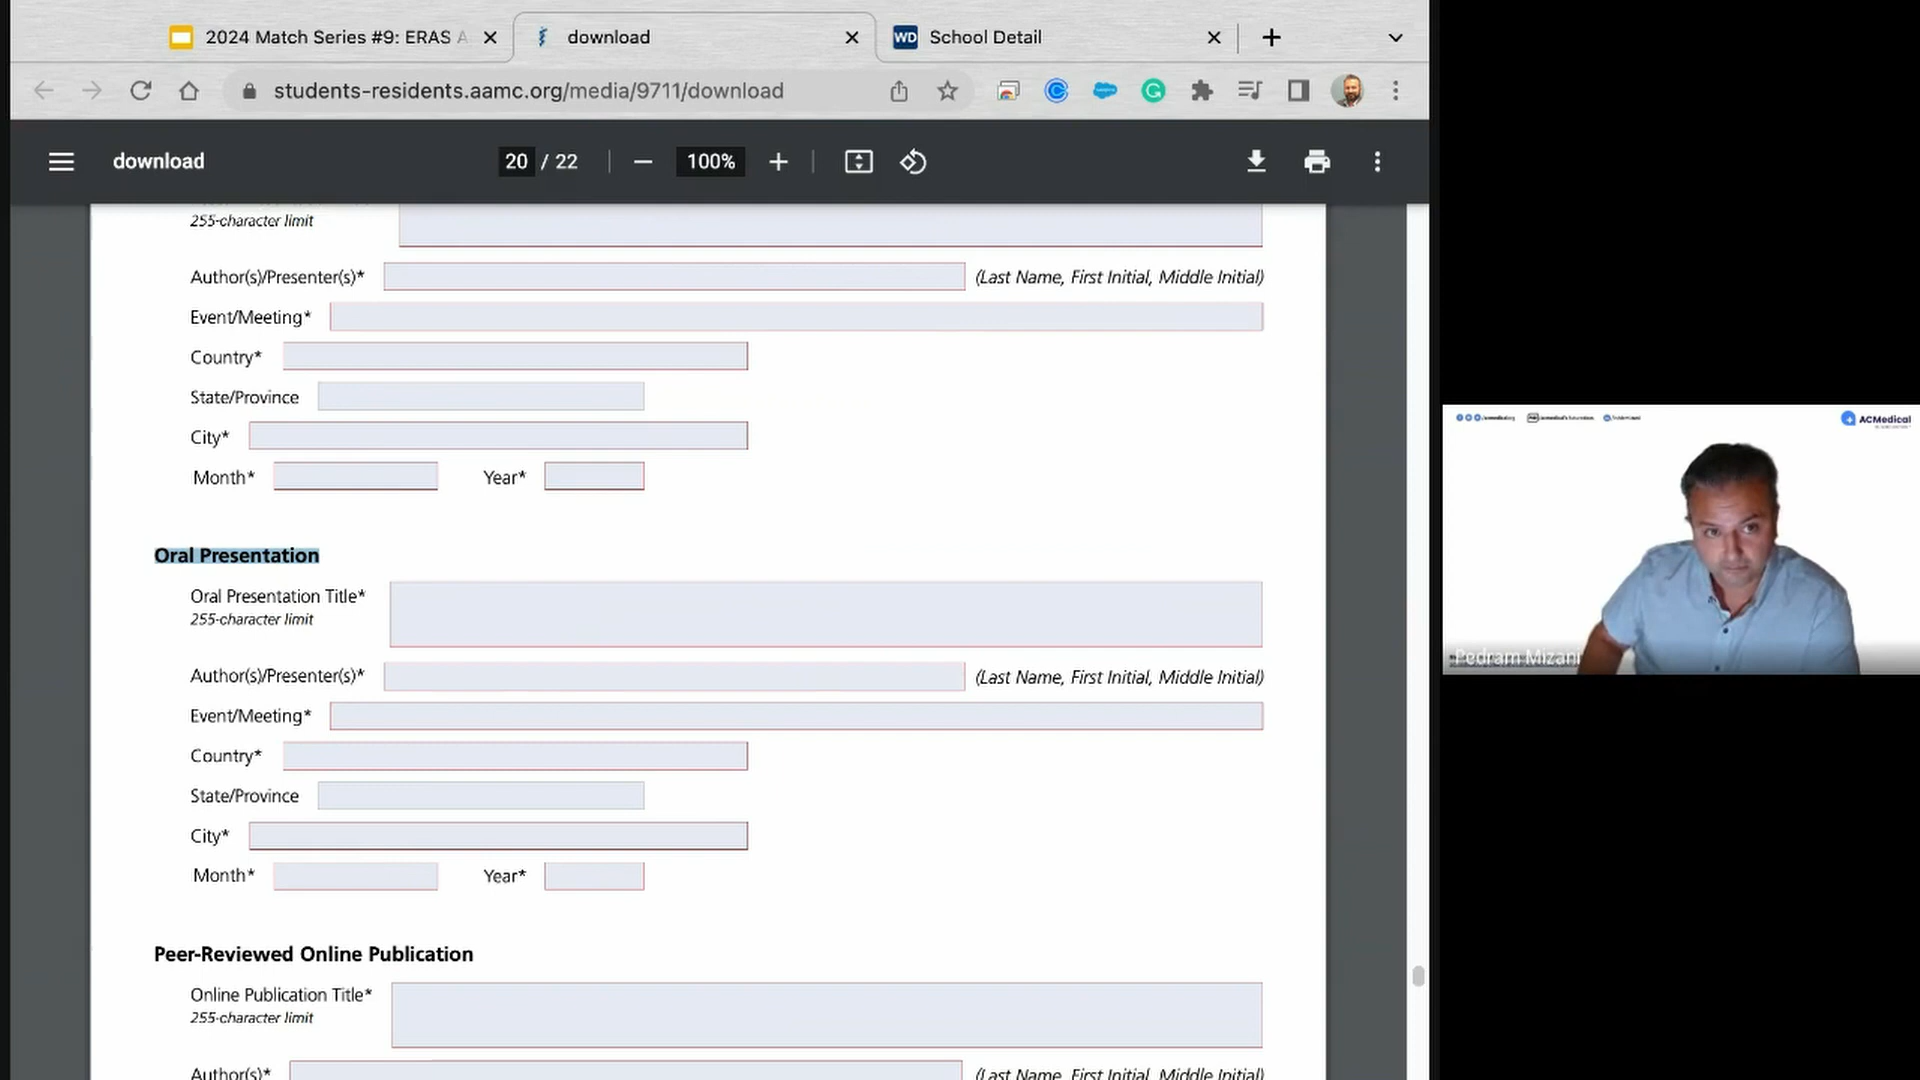 2024 Match Series #9: ERAS A
download
WD School Detail
students-residents.aamc.org/media/9711/download
download
20 / 22
100%
255-character limit
Author(s)/Presenter(s)*
(Last Name, First Initial, Middle Initial)
Event/Meeting*
Country*
State/Province
City*
Month* Year*
Oral Presentation
Oral Presentation Title*
255-character limit
Author(s)/Presenter(s)*
(Last Name, First Initial, Middle Initial)
Event/Meeting*
Country*
State/Province
City*
Month* Year*
Peer-Reviewed Online Publication
Online Publication Title*
255-character limit
Author(s)*
(Last Name, First Initial, Middle Initial)
ACMedical
Pedram Mizani